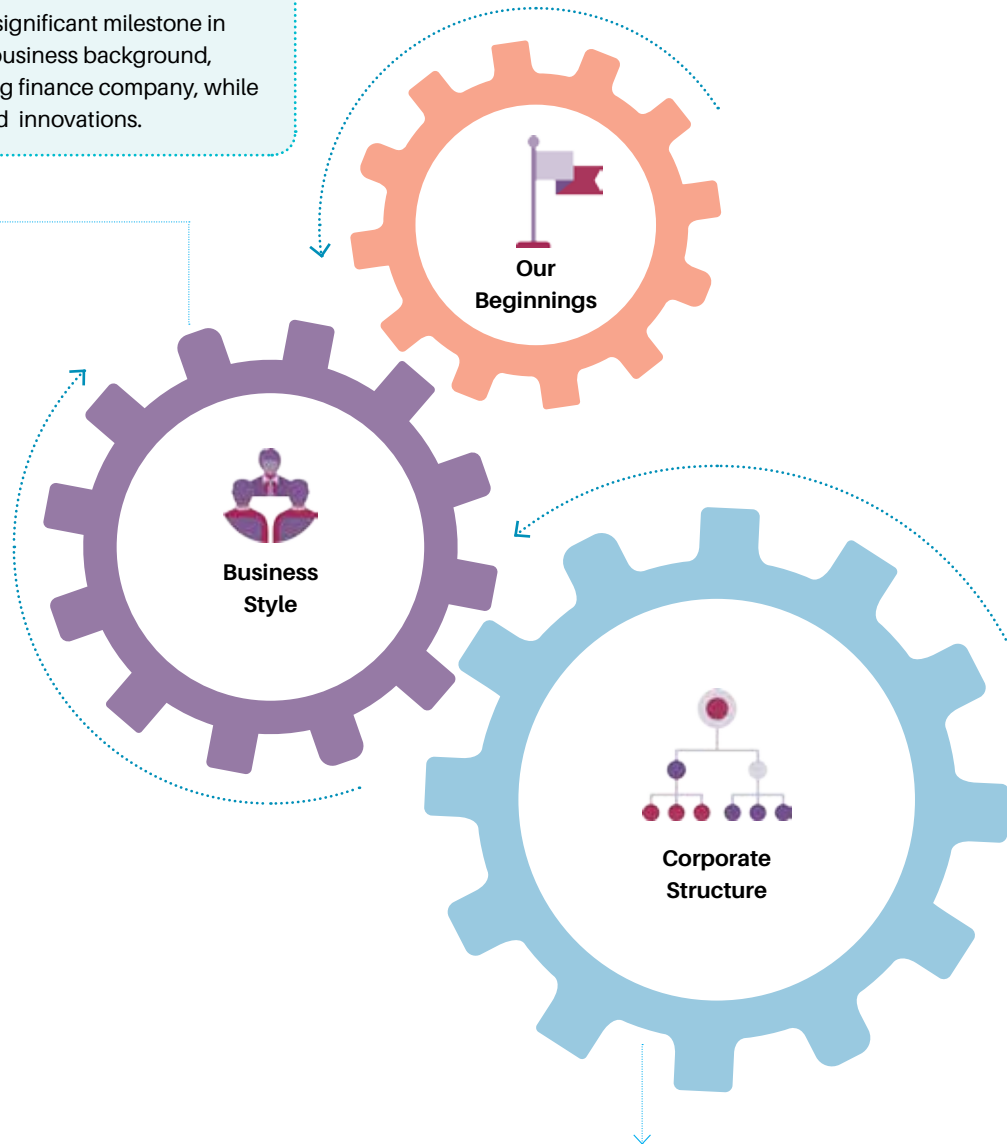 significant milestone in
business background,
finance company, while
innovations.
Our
Beginnings
Business
Style
Corporate
Structure